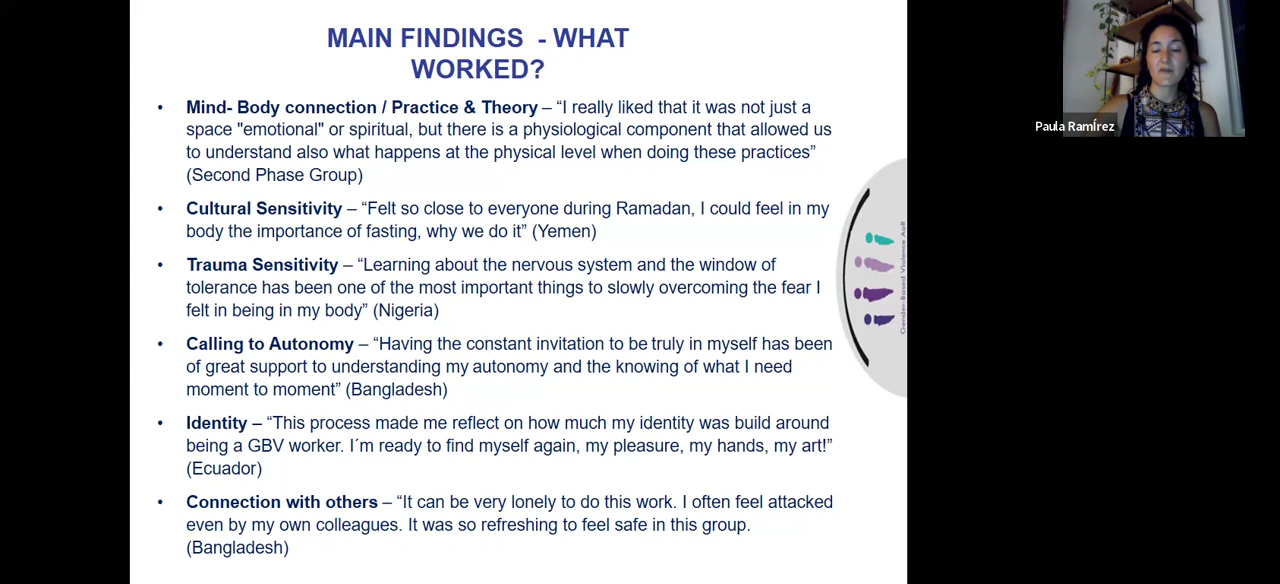 MAIN FINDINGS - WHAT
WORKED?
• Mind- Body connection / Practice & Theory – “I really liked that it was not just a
space "emotional" or spiritual, but there is a physiological component that allowed us
to understand also what happens at the physical level when doing these practices”
(Second Phase Group)
• Cultural Sensitivity – “Felt so close to everyone during Ramadan, I could feel in my
body the importance of fasting, why we do it” (Yemen)
• Trauma Sensitivity – “Learning about the nervous system and the window of
tolerance has been one of the most important things to slowly overcoming the fear I
felt in being in my body” (Nigeria)
• Calling to Autonomy – “Having the constant invitation to be truly in myself has been
of great support to understanding my autonomy and the knowing of what I need
moment to moment” (Bangladesh)
• Identity – “This process made me reflect on how much my identity was build around
being a GBV worker. I´m ready to find myself again, my pleasure, my hands, my art!”
(Ecuador)
• Connection with others – “It can be very lonely to do this work. I often feel attacked
even by my own colleagues. It was so refreshing to feel safe in this group.
(Bangladesh)
Gender-Based Violence AoR
Paula RamÍrez